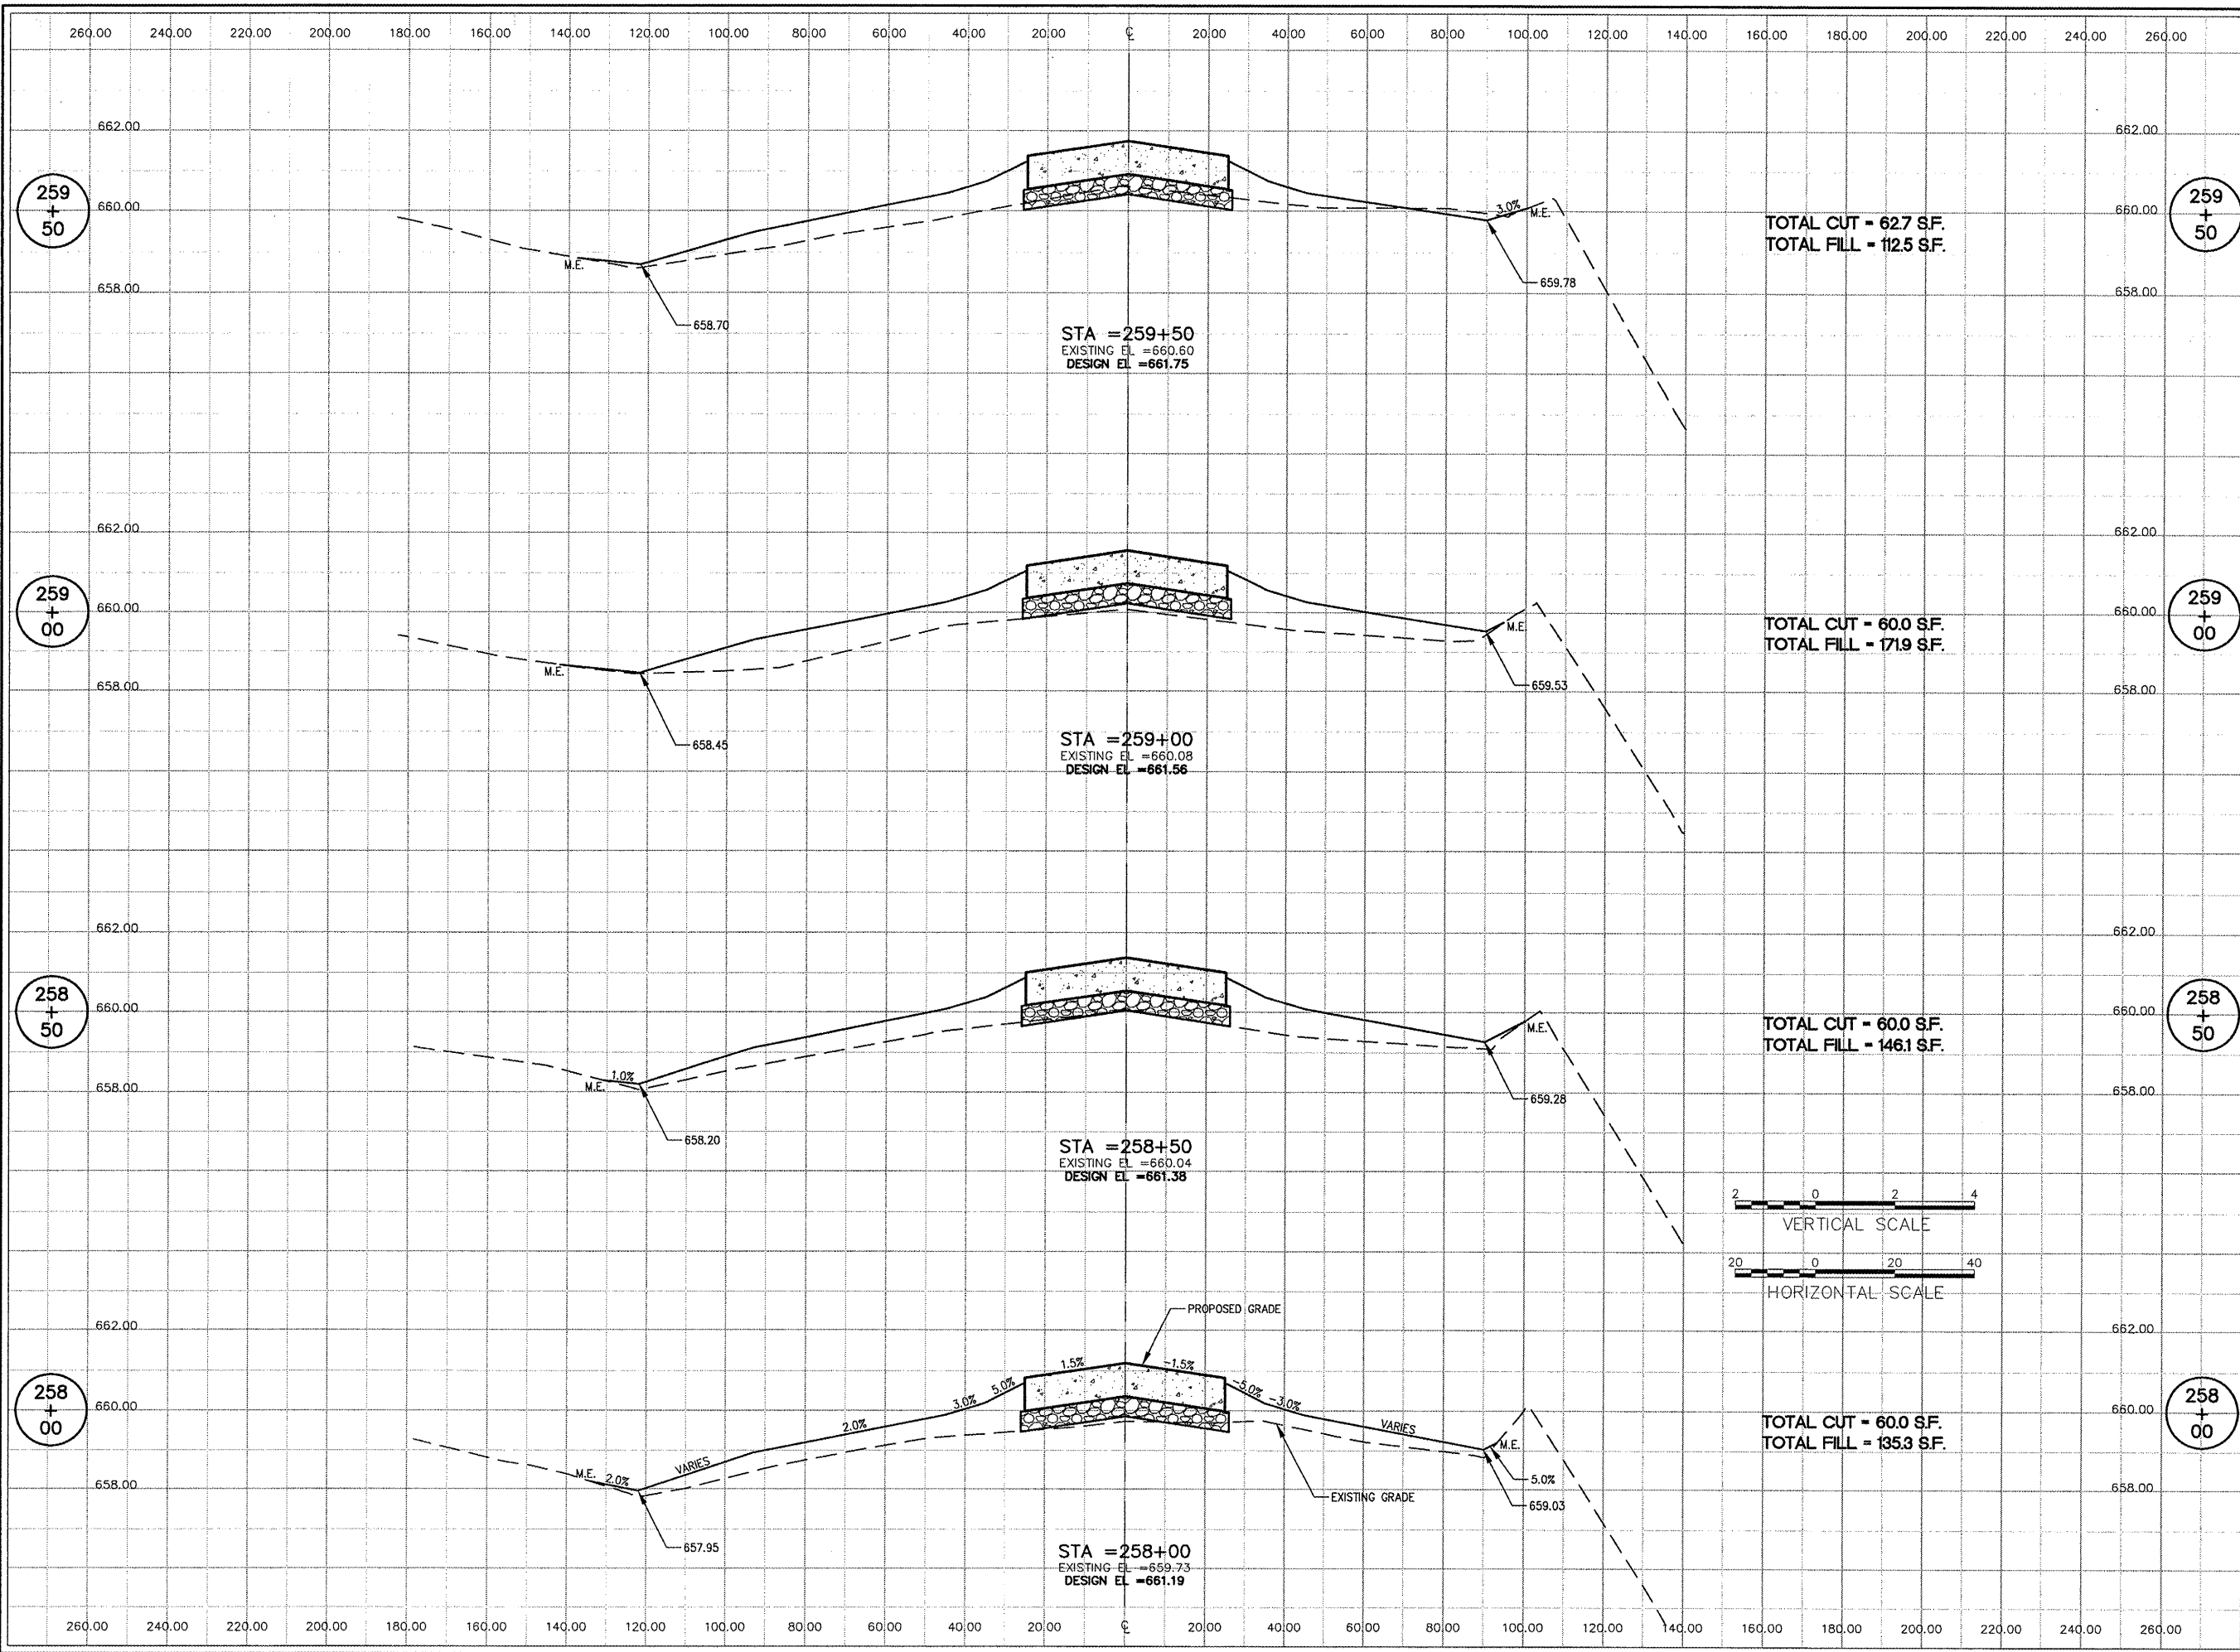 260.00 240.00 220.00 200.00 180.00 160.00 140.00 120.00 100.00 80.00 60.00 40.00 20.00 ℄ 20.00 40.00 60.00 80.00 100.00 120.00 140.00 160.00 180.00 200.00 220.00 240.00 260.00
662.00 662.00
259 + 50
660.00 660.00
259 + 50
3.0%
M.E.
M.E.
TOTAL CUT = 62.7 S.F.
TOTAL FILL = 112.5 S.F.
658.00 658.00
659.78
658.70
STA =259+50
EXISTING EL =660.60
DESIGN EL =661.75
662.00 662.00
259 + 00
660.00 660.00
259 + 00
M.E.
M.E.
TOTAL CUT = 60.0 S.F.
TOTAL FILL = 171.9 S.F.
658.00 658.00
659.53
658.45
STA =259+00
EXISTING EL =660.08
DESIGN EL =661.56
662.00 662.00
258 + 50
660.00 660.00
258 + 50
M.E.
1.0%
M.E.
TOTAL CUT = 60.0 S.F.
TOTAL FILL = 146.1 S.F.
658.00 658.00
659.28
658.20
STA =258+50
EXISTING EL =660.04
DESIGN EL =661.38
2 0 2 4
VERTICAL SCALE
20 0 20 40
HORIZONTAL SCALE
PROPOSED GRADE
662.00 662.00
258 + 00
660.00 660.00
258 + 00
M.E. 2.0% VARIES 2.0% 3.0% 5.0% 1.5% -1.5% -5.0% -3.0% VARIES M.E.
5.0%
TOTAL CUT = 60.0 S.F.
TOTAL FILL = 135.3 S.F.
658.00 658.00
EXISTING GRADE
659.03
657.95
STA =258+00
EXISTING EL =659.73
DESIGN EL =661.19
260.00 240.00 220.00 200.00 180.00 160.00 140.00 120.00 100.00 80.00 60.00 40.00 20.00 ℄ 20.00 40.00 60.00 80.00 100.00 120.00 140.00 160.00 180.00 200.00 220.00 240.00 260.00